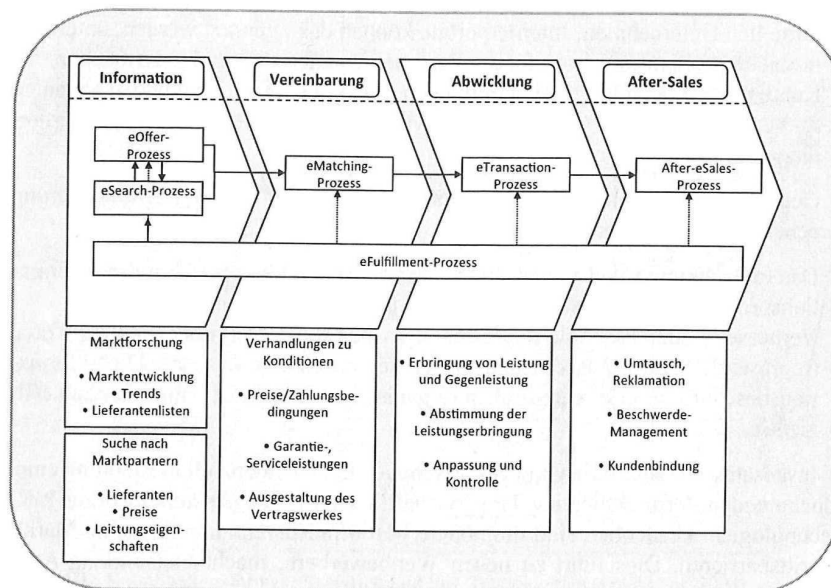 Information
Vereinbarung
Abwicklung
After-Sales
eOffer-
Prozess
eSearch-Prozess
eMatching-
Prozess
eTransaction-
Prozess
After-eSales-
Prozess
eFulfillment-Prozess
Marktforschung
• Marktentwicklung
• Trends
• Lieferantenlisten
Suche nach
Marktpartnern
• Lieferanten
• Preise
• Leistungseigen-
schaften
Verhandlungen zu
Konditionen
• Preise/Zahlungsbe-
dingungen
• Garantie-,
Serviceleistungen
• Ausgestaltung des
Vertragswerkes
• Erbringung von Leistung
und Gegenleistung
• Abstimmung der
Leistungserbringung
• Anpassung und
Kontrolle
• Umtausch,
Reklamation
• Beschwerde-
Management
• Kundenbindung